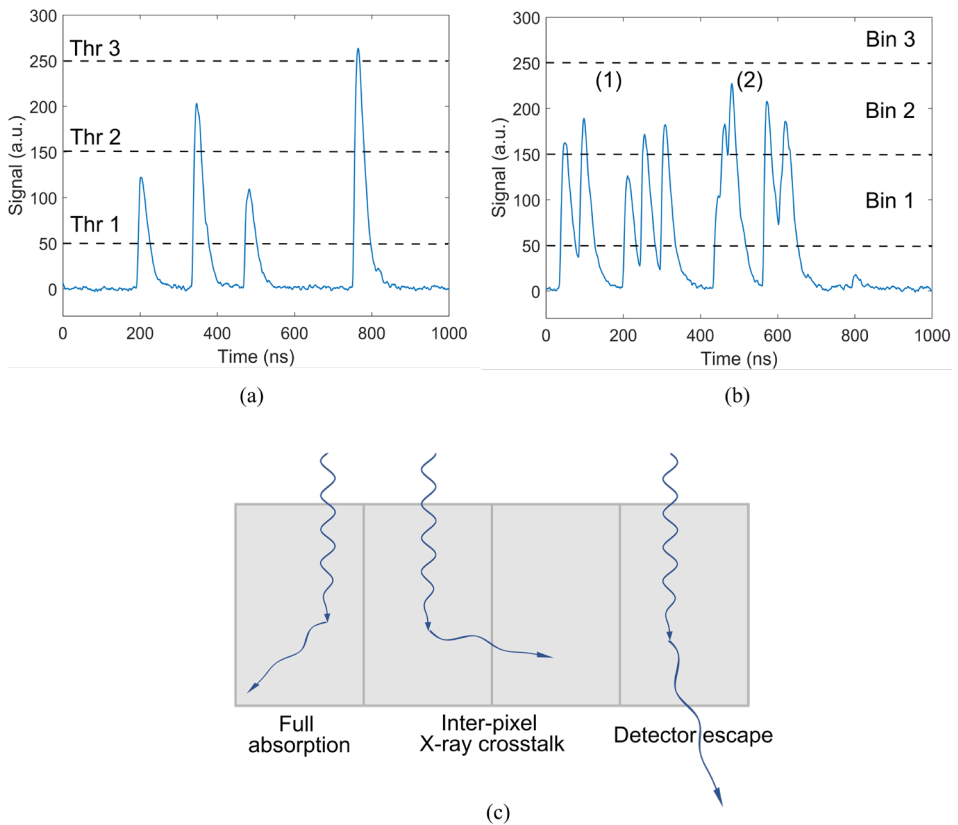 300
250
200
150
100
50
0
Signal (a.u.)
Thr 3
Thr 2
Thr 1
0 200 400 600 800 1000
Time (ns)
(a)
300
250
200
150
100
50
0
Signal (a.u.)
Bin 3
(1) (2)
Bin 2
Bin 1
0 200 400 600 800 1000
Time (ns)
(b)
Full
absorption
Inter-pixel
X-ray crosstalk
Detector escape
(c)